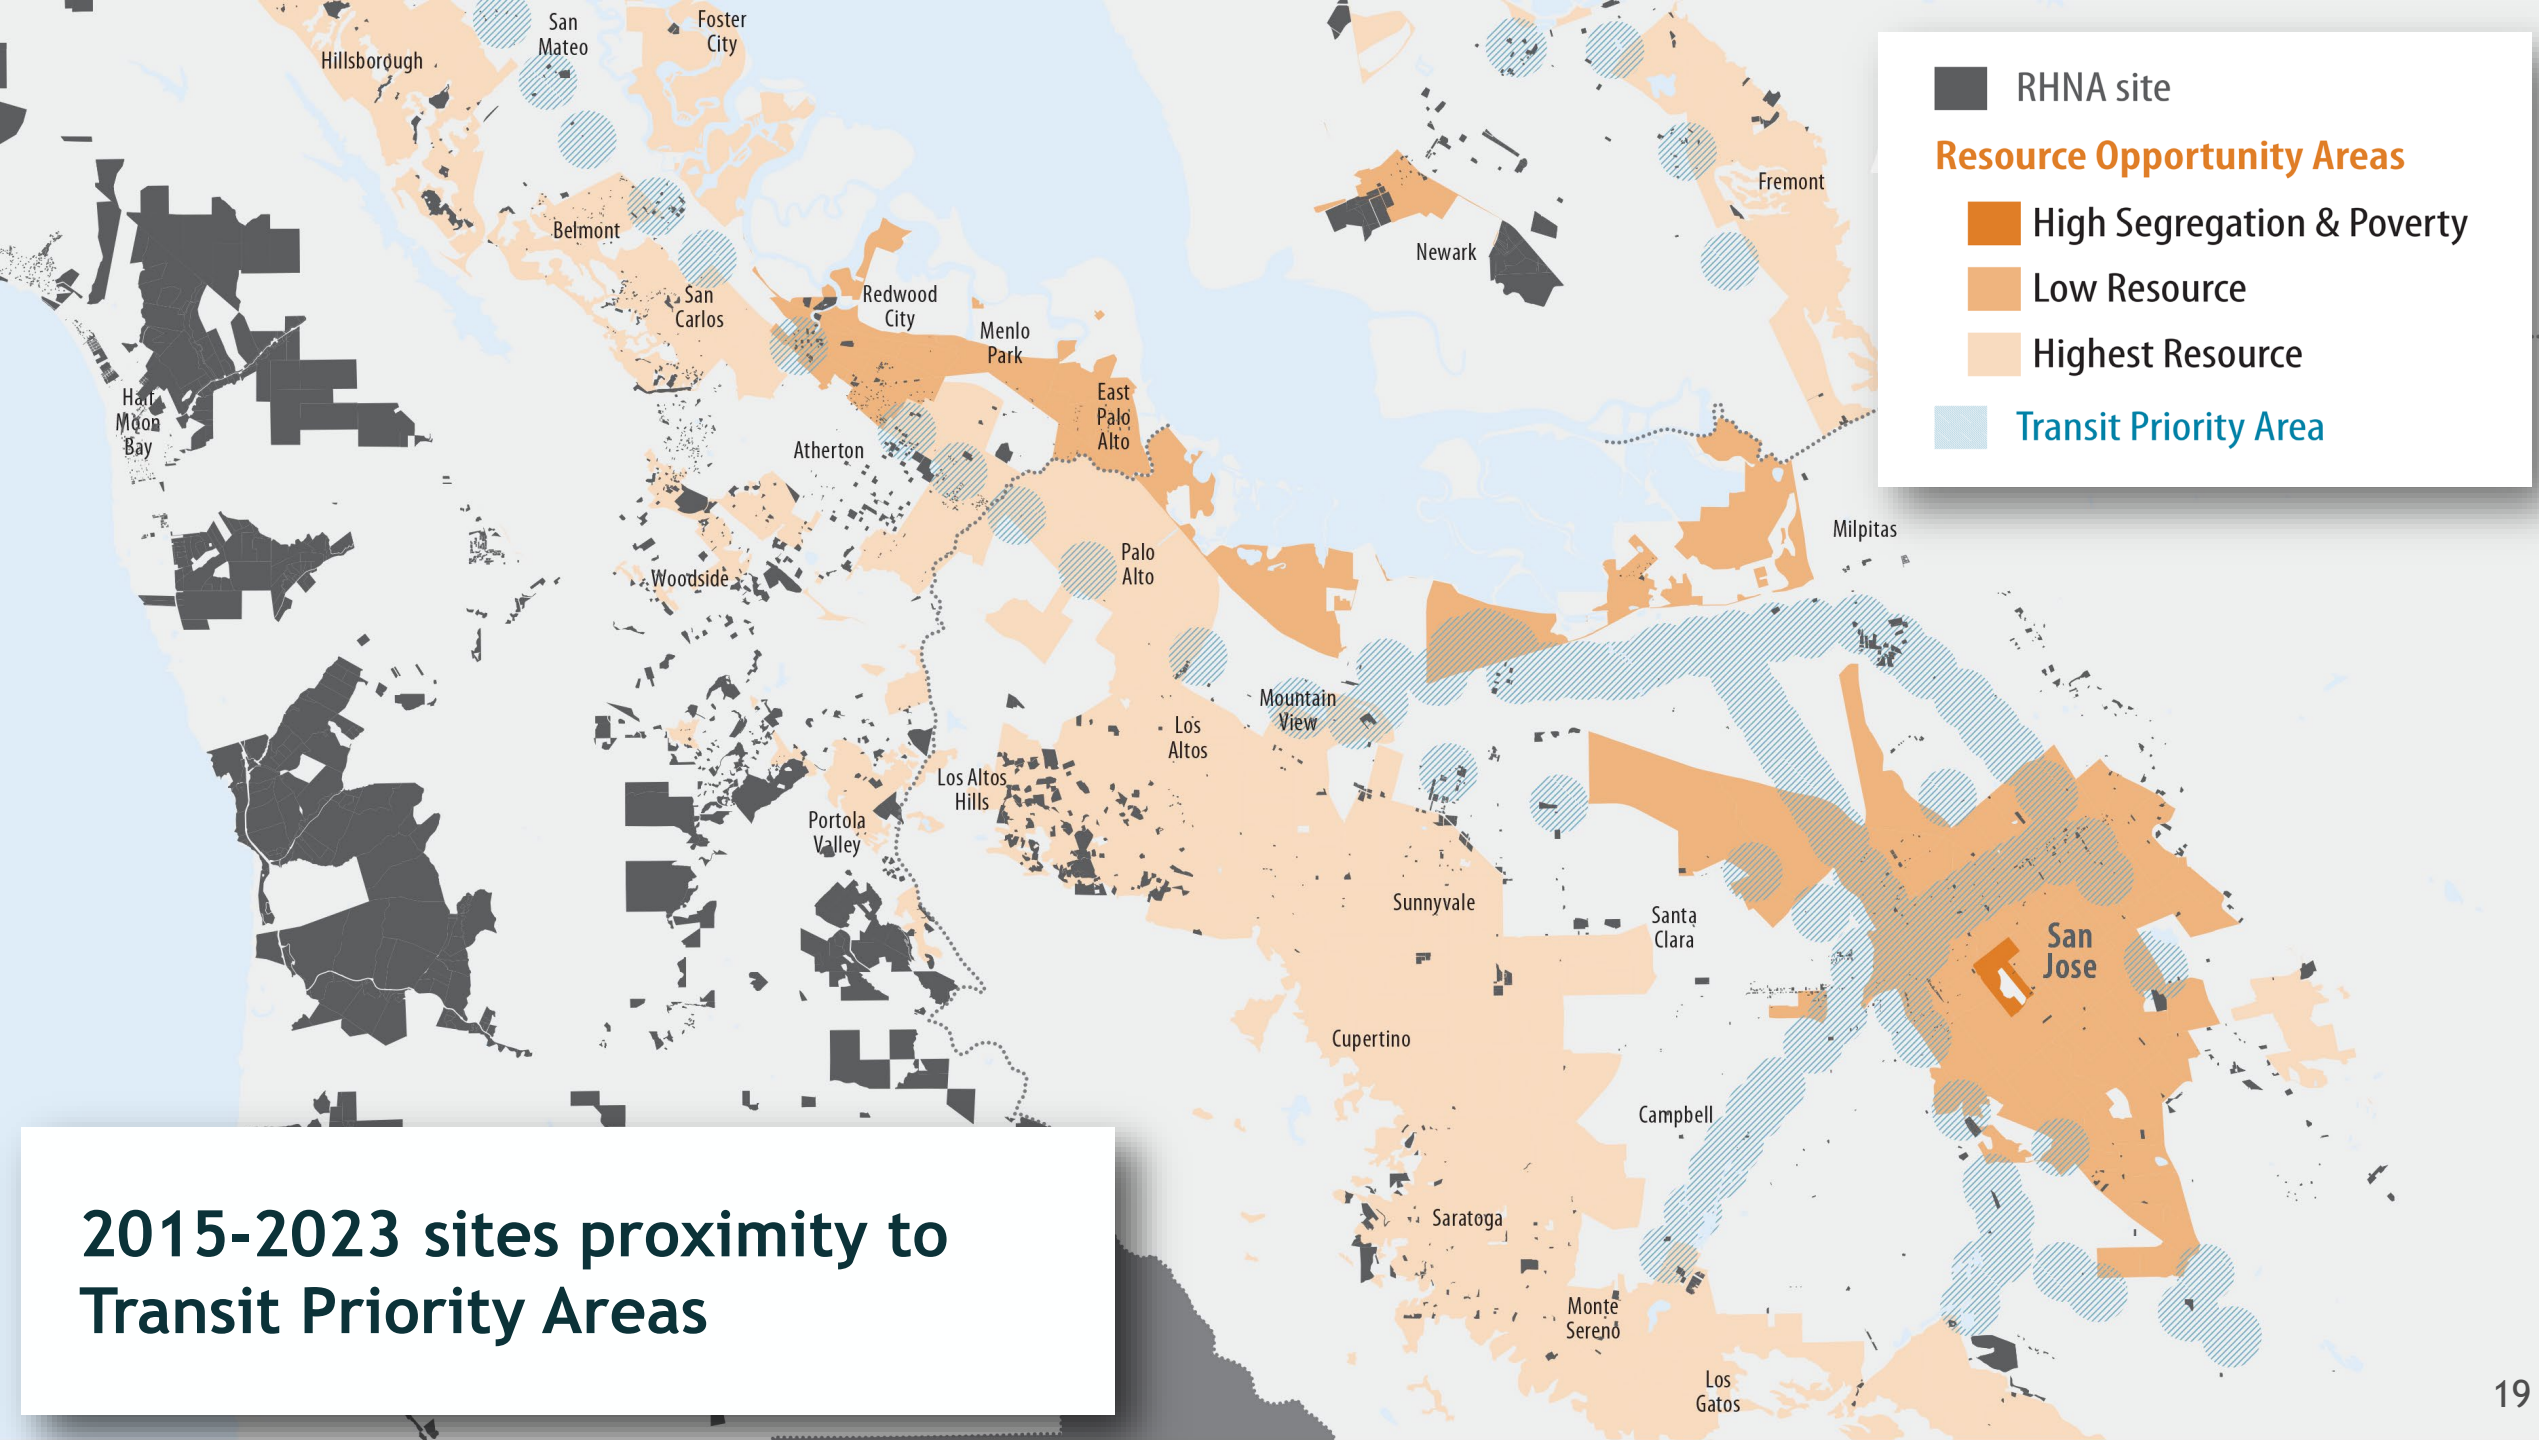 San
Mateo
Foster
City
Hillsborough
RHNA site
Resource Opportunity Areas
High Segregation & Poverty
Low Resource
Highest Resource
Transit Priority Area
Fremont
Belmont
Newark
San
Carlos
Redwood
City
Menlo
Park
Half
Moon
Bay
East
Palo
Alto
Atherton
Milpitas
Palo
Alto
Woodside
Mountain
View
Los
Altos
Los Altos
Hills
Portola
Valley
Sunnyvale
Santa
Clara
San
Jose
Cupertino
Campbell
Saratoga
Monte
Sereno
Los
Gatos
2015-2023 sites proximity to
Transit Priority Areas
19